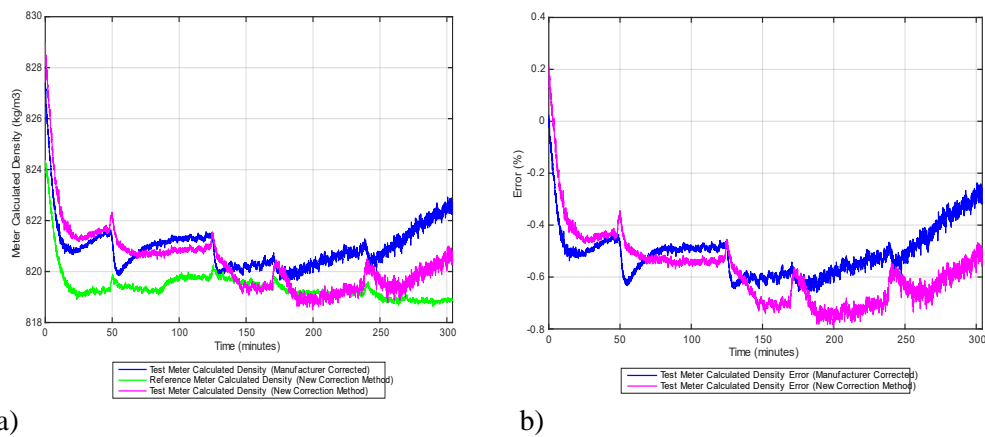 830
828
826
824
822
820
818
Meter Calculated Density (kg/m3)
0 50 100 150 200 250 300
Time (minutes)
Test Meter Calculated Density (Manufacturer Corrected)
Reference Meter Calculated Density (New Correction Method)
Test Meter Calculated Density (New Correction Method)
a)
0.4
0.2
0
-0.2
-0.4
-0.6
-0.8
Error (%)
0 50 100 150 200 250 300
Time (minutes)
Test Meter Calculated Density Error (Manufacturer Corrected)
Test Meter Calculated Density Error (New Correction Method)
b)